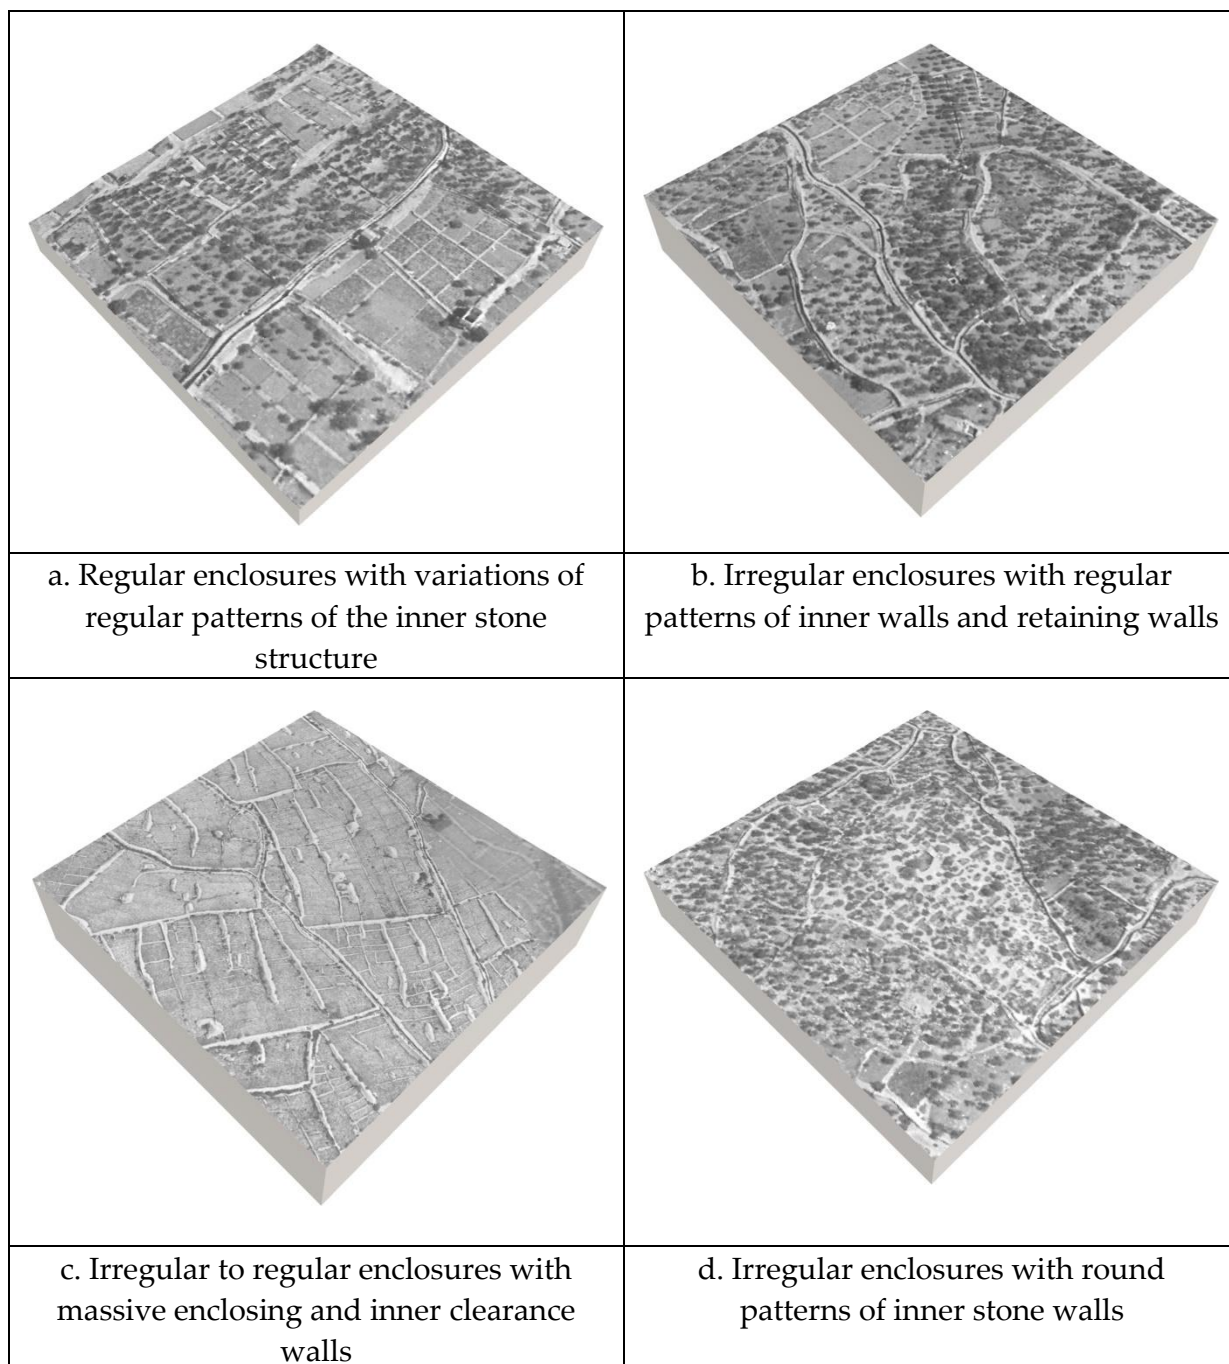 a. Regular enclosures with variations of
regular patterns of the inner stone
structure
b. Irregular enclosures with regular
patterns of inner walls and retaining walls
c. Irregular to regular enclosures with
massive enclosing and inner clearance
walls
d. Irregular enclosures with round
patterns of inner stone walls